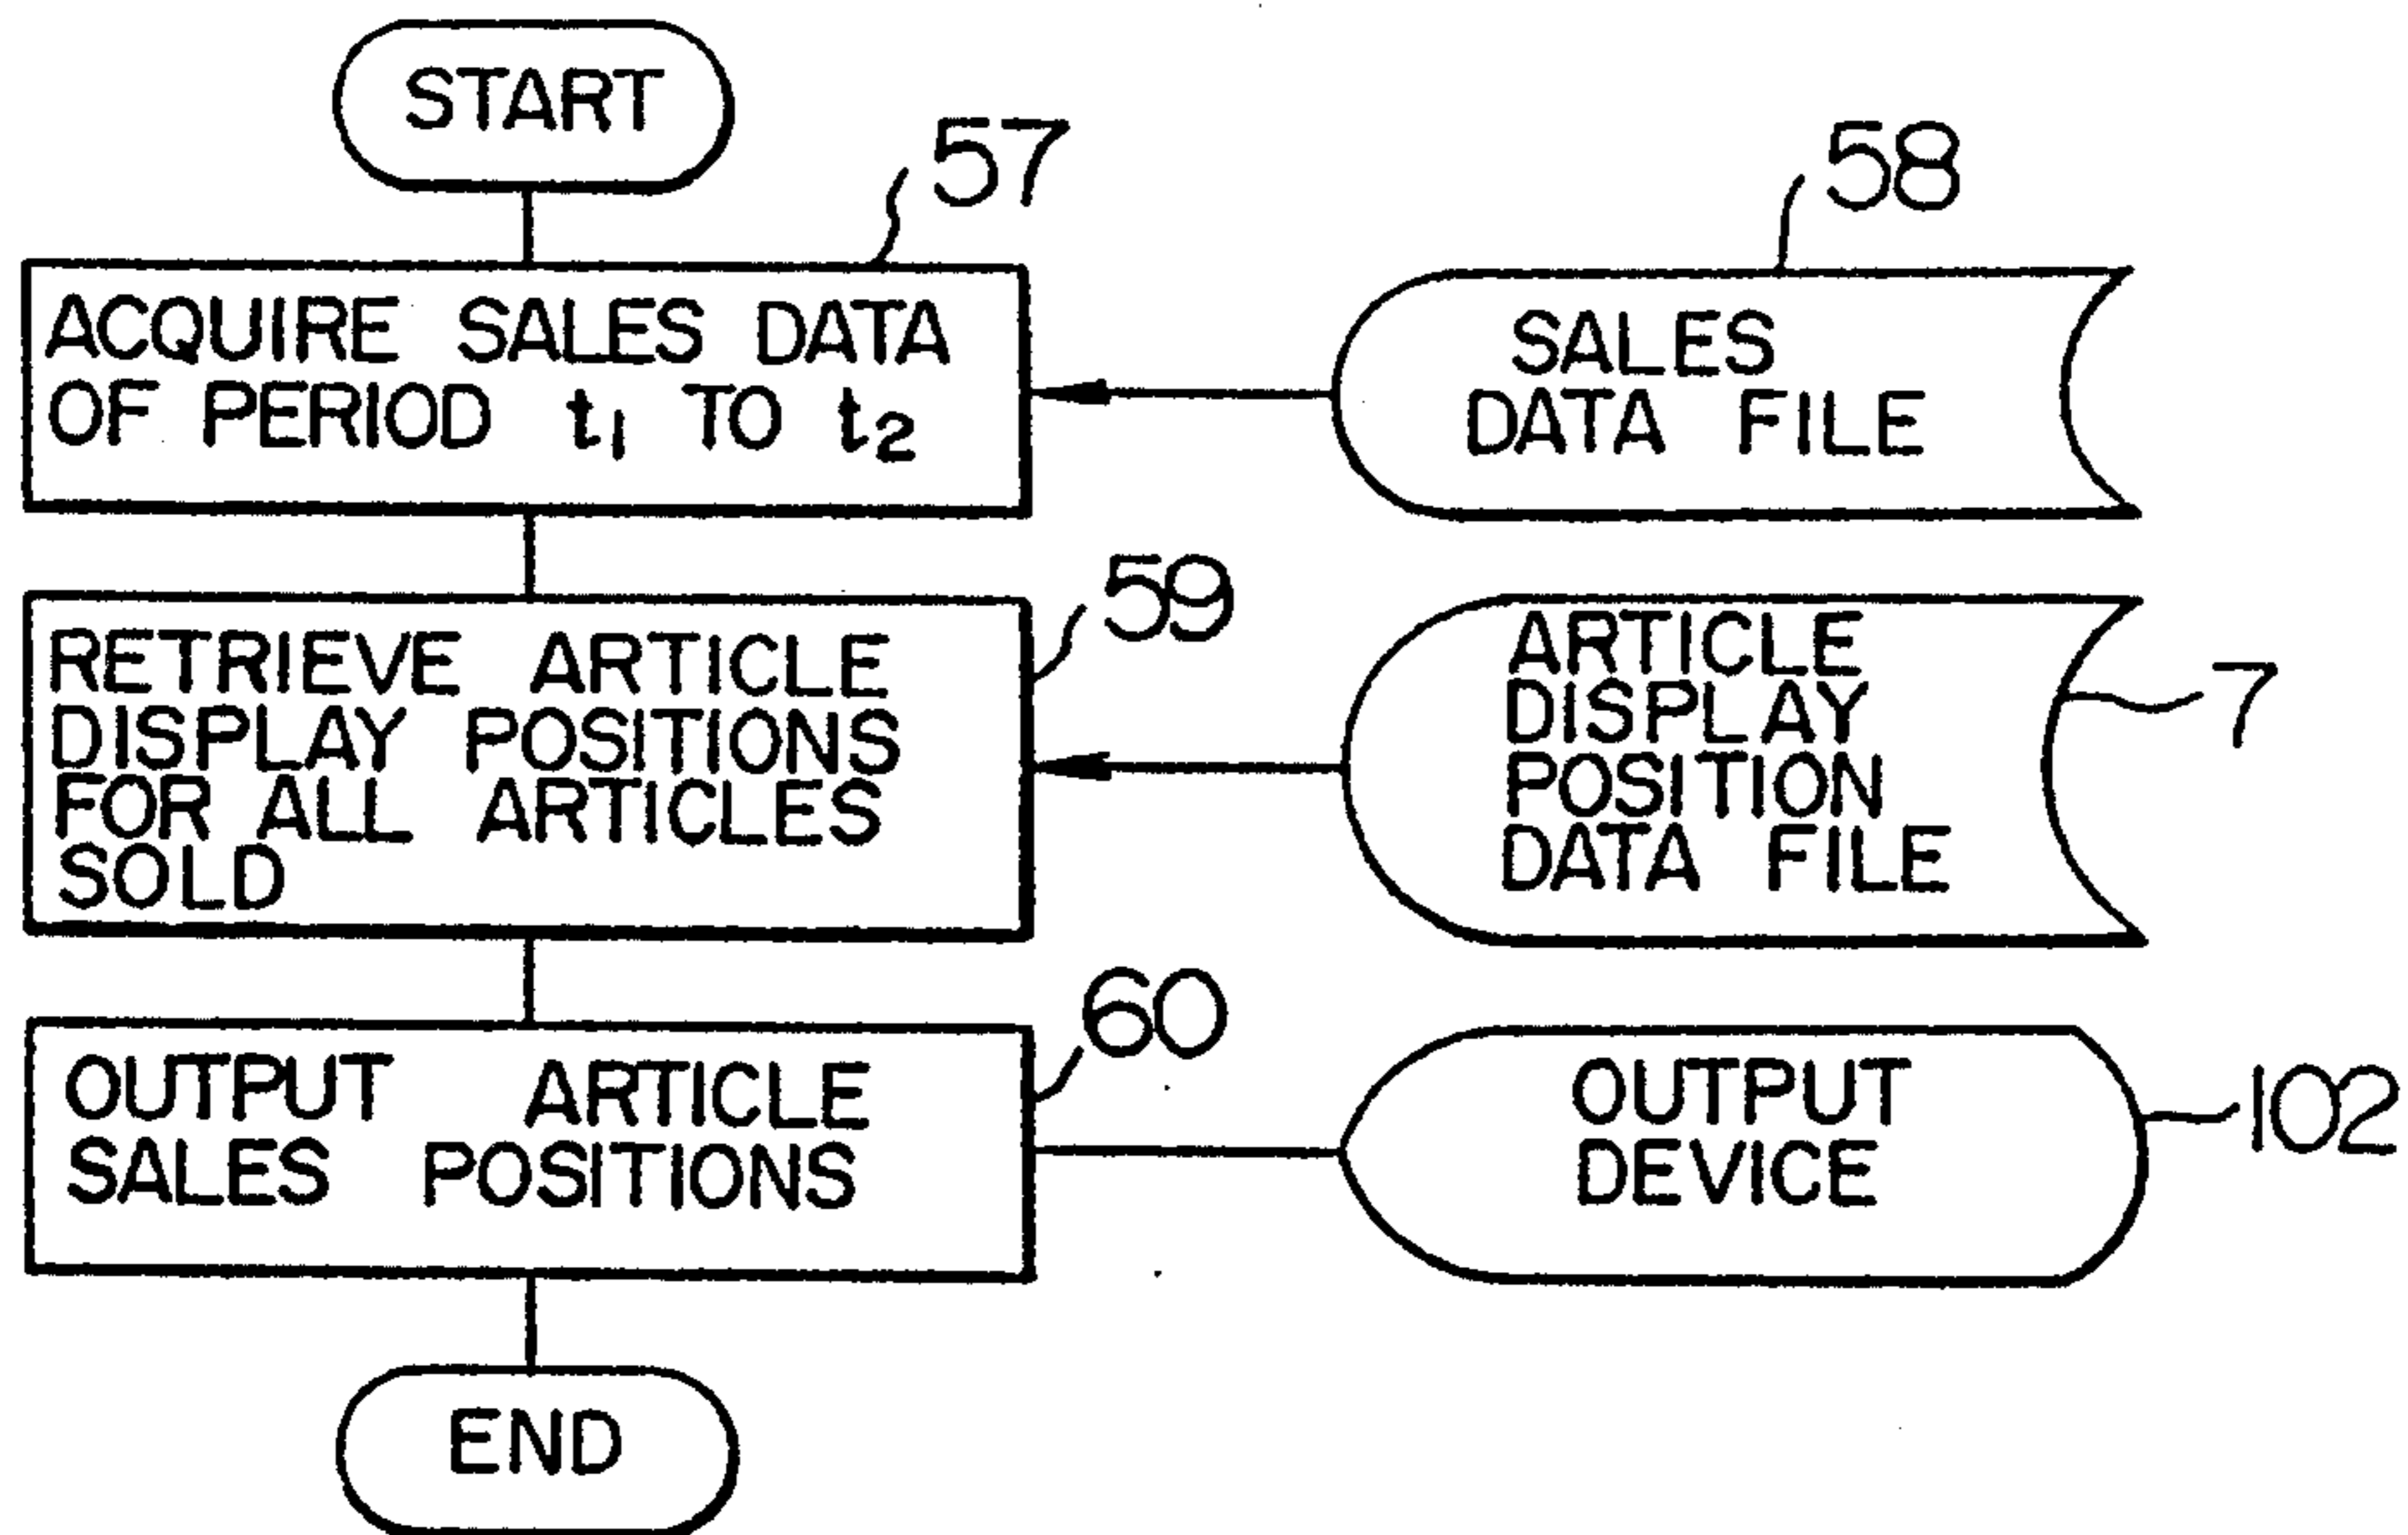 START
57
58
ACQUIRE SALES DATA
OF PERIOD t₁ TO t₂
SALES
DATA FILE
59
RETRIEVE ARTICLE
DISPLAY POSITIONS
FOR ALL ARTICLES
SOLD
ARTICLE
DISPLAY
POSITION
DATA FILE
7
60
OUTPUT ARTICLE
SALES POSITIONS
OUTPUT
DEVICE
102
END